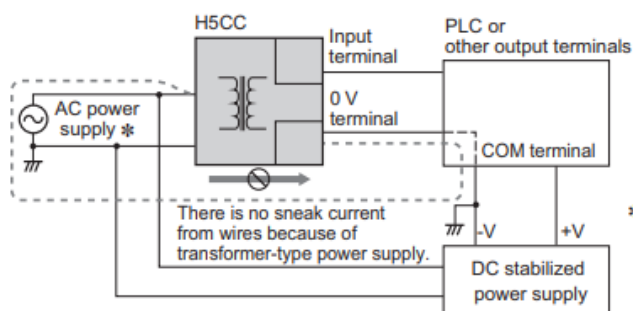 H5CC
Input
terminal
PLC or
other output terminals
AC power
supply *
0 V
terminal
COM terminal
There is no sneak current
from wires because of
transformer-type power supply.
-V
+V
*
DC stabilized
power supply